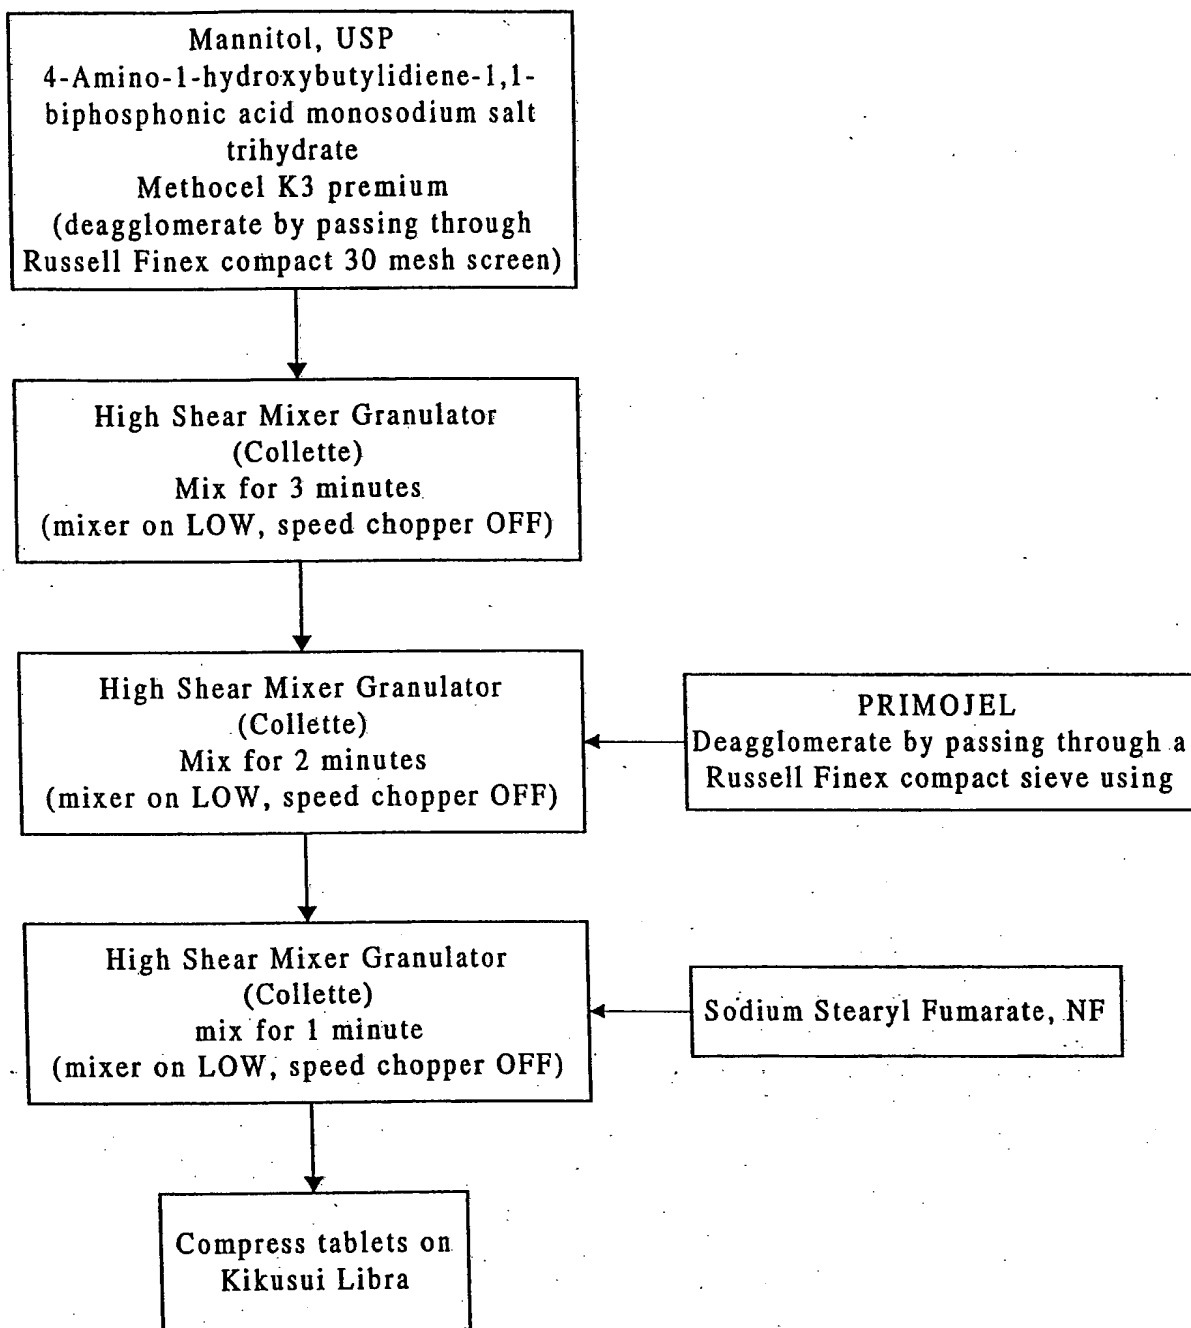 Mannitol, USP
4-Amino-1-hydroxybutylidiene-1,1-
biphosphonic acid monosodium salt
trihydrate
Methocel K3 premium
(deagglomerate by passing through
Russell Finex compact 30 mesh screen)
High Shear Mixer Granulator
(Collette)
Mix for 3 minutes
(mixer on LOW, speed chopper OFF)
High Shear Mixer Granulator
(Collette)
Mix for 2 minutes
(mixer on LOW, speed chopper OFF)
PRIMOJEL
Deagglomerate by passing through a
Russell Finex compact sieve using
High Shear Mixer Granulator
(Collette)
mix for 1 minute
(mixer on LOW, speed chopper OFF)
Sodium Stearyl Fumarate, NF
Compress tablets on
Kikusui Libra